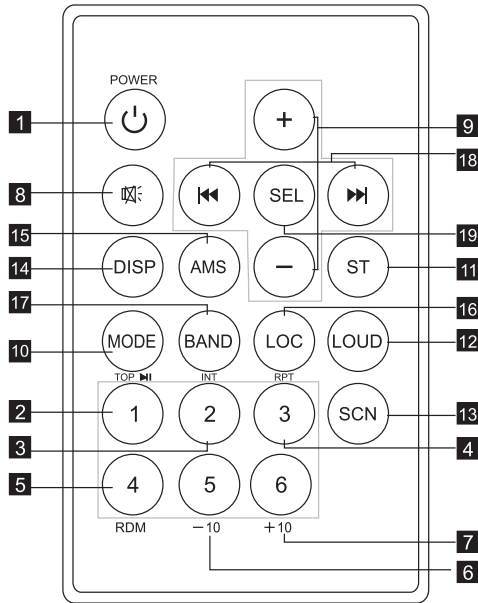 POWER
1
+
9
18
8
SEL
15
19
14
DISP
AMS
−
ST
11
17
16
10
MODE
BAND
LOC
LOUD
12
TOP
INT
RPT
2
1
2
3
SCN
13
3
4
5
4
5
6
RDM
−10
+10
7
6